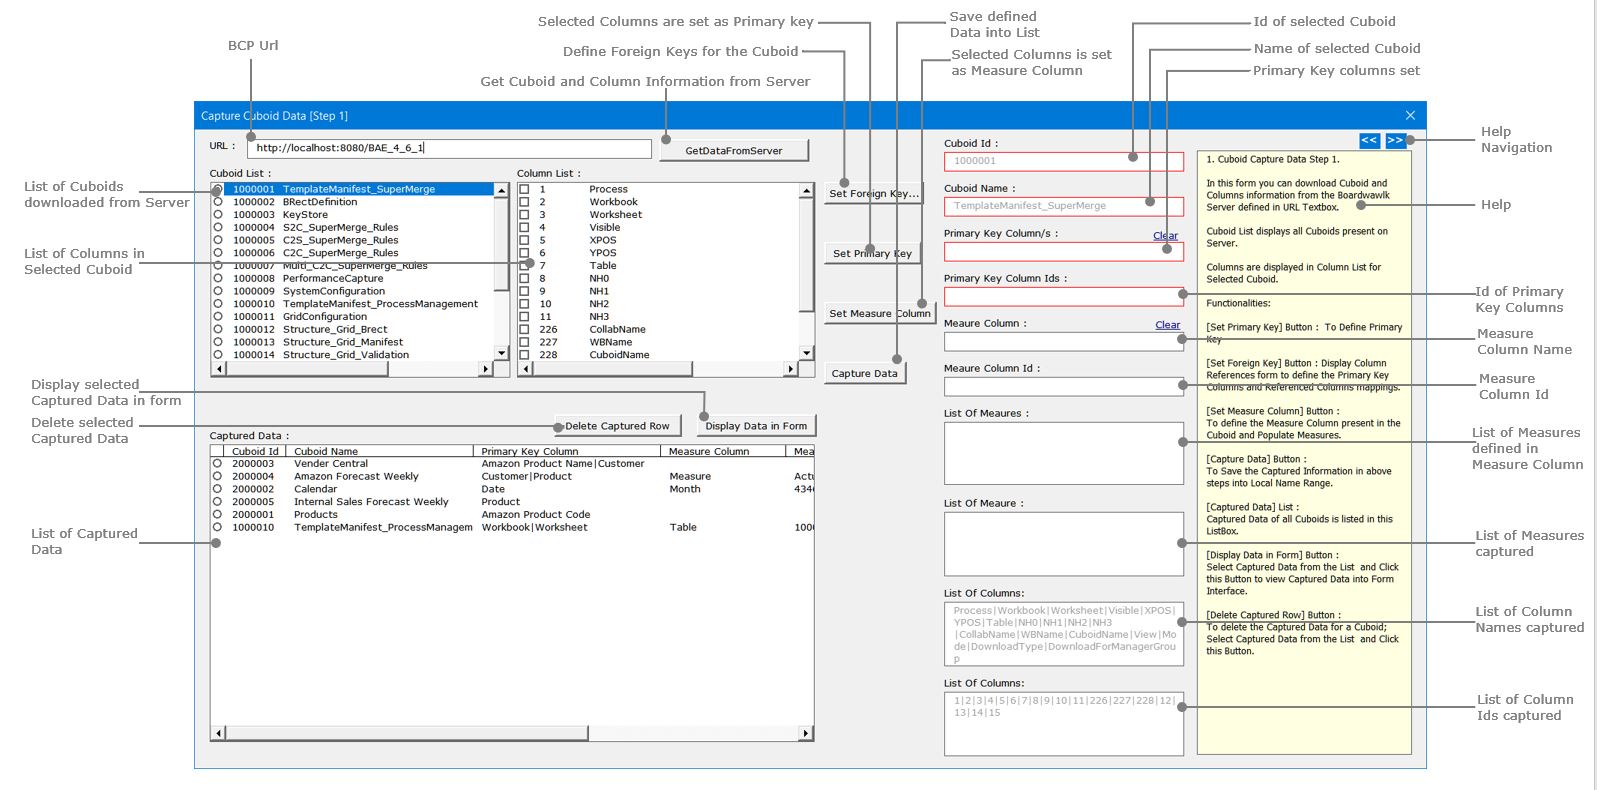 Selected Columns are set as Primary key
Save defined
Data into List
Id of selected Cuboid
BCP Url
Define Foreign Keys for the Cuboid
Selected Columns is set
as Measure Column
Name of selected Cuboid
Get Cuboid and Column Information from Server
Primary Key columns set
Capture Cuboid Data [Step 1]
URL :
http://localhost:8080/BAE_4_6_1
GetDataFromServer
Cuboid List :
1000001 TemplateManifest_SuperMerge
1000002 BRectDefinition
1000003 KeyStore
1000004 S2C_SuperMerge_Rules
1000005 C2S_SuperMerge_Rules
1000006 C2C_SuperMerge_Rules
1000007 Multi_C2C_SuperMerge_Rules
1000008 PerformanceCapture
1000009 SystemConfiguration
1000010 TemplateManifest_ProcessManagement
1000011 GridConfiguration
1000012 Structure_Grid_Brect
1000013 Structure_Grid_Manifest
1000014 Structure_Grid_Validation
Column List :
1 Process
2 Workbook
3 Worksheet
4 Visible
5 XPOS
6 YPOS
7 Table
8 NH0
9 NH1
10 NH2
11 NH3
226 CollabName
227 WBName
228 CuboidName
Set Foreign Key...
Set Primary Key
Set Measure Column
Capture Data
List of Cuboids
downloaded from Server
List of Columns in
Selected Cuboid
Display selected
Captured Data in form
Delete selected
Captured Data
List of Captured
Data
Delete Captured Row
Display Data in Form
Captured Data :
Cuboid Id Cuboid Name Primary Key Column Measure Column Mea
2000003 Vender Central Amazon Product Name|Customer
2000004 Amazon Forecast Weekly Customer|Product Measure Actu
2000002 Calendar Date Month 434
2000005 Internal Sales Forecast Weekly Product
2000001 Products Amazon Product Code
1000010 TemplateManifest_ProcessManagem Workbook|Worksheet Table 100
Cuboid Id :
1000001
Cuboid Name :
TemplateManifest_SuperMerge
Primary Key Column/s :
Clear
Primary Key Column Ids :
Meaure Column :
Clear
Meaure Column Id :
List Of Meaures :
List Of Meaure :
List Of Columns:
Process|Workbook|Worksheet|Visible|XPOS|
YPOS|Table|NH0|NH1|NH2|NH3
|CollabName|WBName|CuboidName|View|Mo
de|DownloadType|DownloadForManagerGrou
p
List Of Columns:
1|2|3|4|5|6|7|8|9|10|11|226|227|228|12|
13|14|15
<< >>
1. Cuboid Capture Data Step 1.
In this form you can download Cuboid and
Columns information from the Boardwawlk
Server defined in URL Textbox.
Cuboid List displays all Cuboids present on
Server.
Columns are displayed in Column List for
Selected Cuboid.
Functionalities:
[Set Primary Key] Button : To Define Primary
Key
[Set Foreign Key] Button : Display Column
References form to define the Primary Key
Columns and Referenced Columns mappings.
[Set Measure Column] Button :
To define the Measure Column present in the
Cuboid and Populate Measures.
[Capture Data] Button :
To Save the Captured Information in above
steps into Local Name Range.
[Captured Data] List :
Captured Data of all Cuboids is listed in this
ListBox.
[Display Data in Form] Button :
Select Captured Data from the List and Click
this Button to view Captured Data into Form
Interface.
[Delete Captured Row] Button :
To delete the Captured Data for a Cuboid;
Select Captured Data from the List and Click
this Button.
Help
Navigation
Help
Id of Primary
Key Columns
Measure
Column Name
Measure
Column Id
List of Measures
defined in
Measure Column
List of Measures
captured
List of Column
Names captured
List of Column
Ids captured